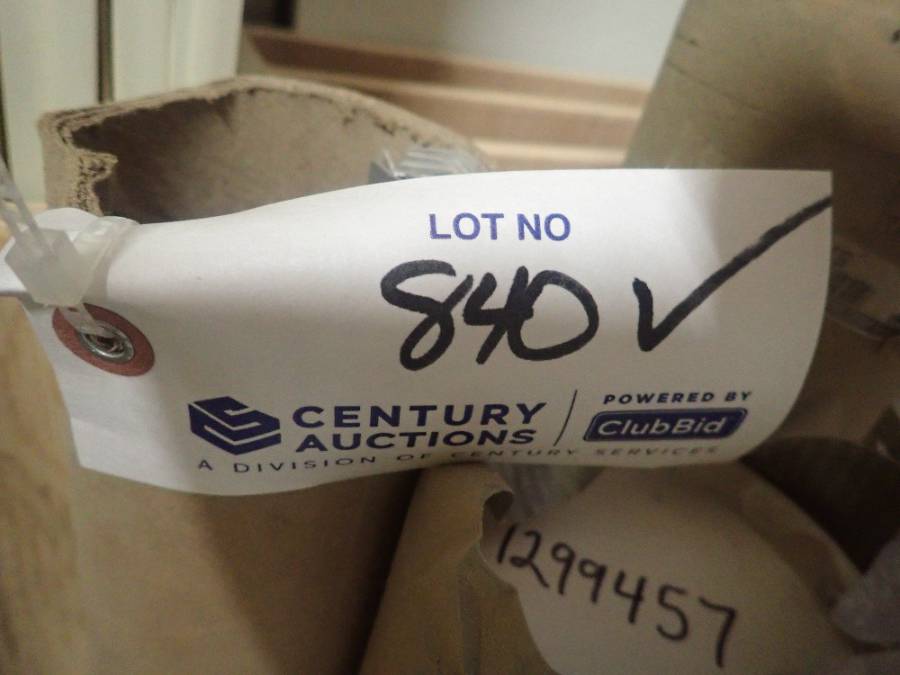 LOT NO
840 ✓
CENTURY
AUCTIONS
POWERED BY
ClubBid
A DIVISION OF CENTURY SERVICES
1299457